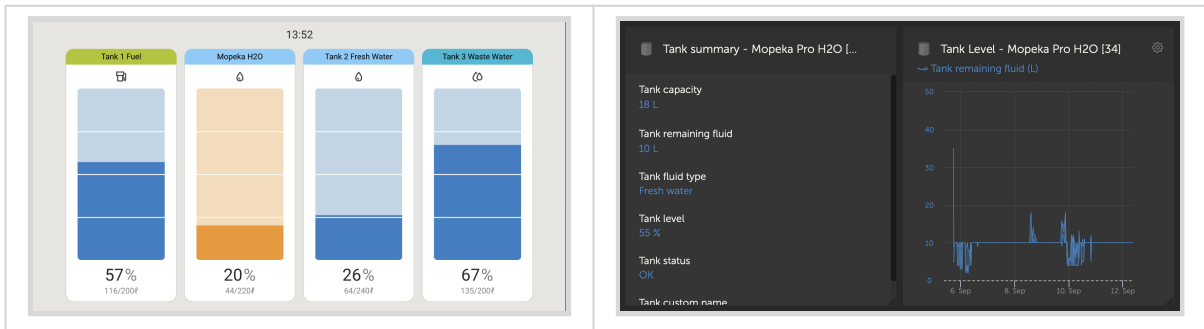 13:52
Tank 1 Fuel
Mopeka H2O
Tank 2 Fresh Water
Tank 3 Waste Water
57%
20%
26%
67%
116/200ℓ
44/220ℓ
64/240ℓ
135/200ℓ
Tank summary - Mopeka Pro H2O [...
Tank capacity
18 L
Tank remaining fluid
10 L
Tank fluid type
Fresh water
Tank level
55 %
Tank status
OK
Tank custom name
Tank Level - Mopeka Pro H2O [34]
Tank remaining fluid (L)
50
40
30
20
10
0
6. Sep
8. Sep
10. Sep
12. Sep